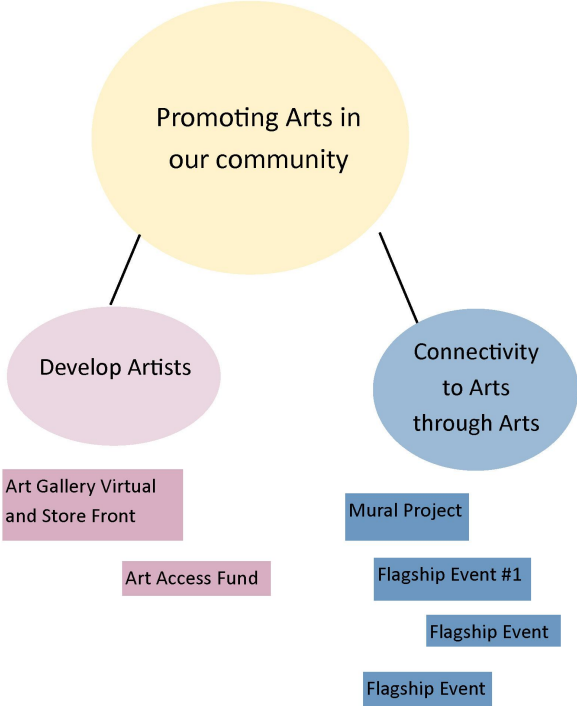 Promoting Arts in
our community
Develop Artists
Connectivity
to Arts
through Arts
Art Gallery Virtual
and Store Front
Art Access Fund
Mural Project
Flagship Event #1
Flagship Event
Flagship Event